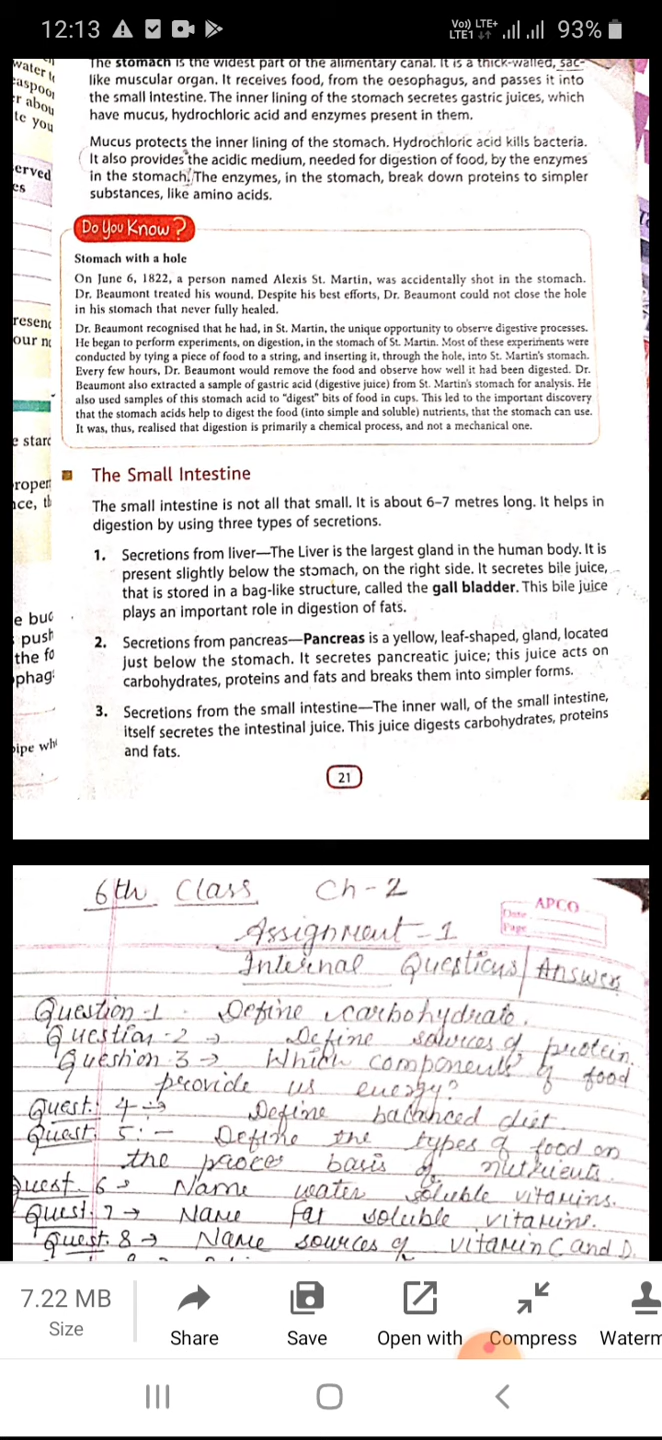 12:13
Vo)) LTE+
LTE1
93%
water t
easpoo
r abou
te you
erved
es
resenc
our no
e starc
roper
nce, th
e buc
push
the fo
phag
pipe wh
The stomach is the widest part of the alimentary canal. It is a thick-walled, sac-
like muscular organ. It receives food, from the oesophagus, and passes it into
the small intestine. The inner lining of the stomach secretes gastric juices, which
have mucus, hydrochloric acid and enzymes present in them.
Mucus protects the inner lining of the stomach. Hydrochloric acid kills bacteria.
It also provides the acidic medium, needed for digestion of food, by the enzymes
in the stomach. The enzymes, in the stomach, break down proteins to simpler
substances, like amino acids.
Do You Know ?
Stomach with a hole
On June 6, 1822, a person named Alexis St. Martin, was accidentally shot in the stomach.
Dr. Beaumont treated his wound. Despite his best efforts, Dr. Beaumont could not close the hole
in his stomach that never fully healed.
Dr. Beaumont recognised that he had, in St. Martin, the unique opportunity to observe digestive processes.
He began to perform experiments, on digestion, in the stomach of St. Martin. Most of these experiments were
conducted by tying a piece of food to a string, and inserting it, through the hole, into St. Martin's stomach.
Every few hours, Dr. Beaumont would remove the food and observe how well it had been digested. Dr.
Beaumont also extracted a sample of gastric acid (digestive juice) from St. Martin's stomach for analysis. He
also used samples of this stomach acid to "digest" bits of food in cups. This led to the important discovery
that the stomach acids help to digest the food (into simple and soluble) nutrients, that the stomach can use.
It was, thus, realised that digestion is primarily a chemical process, and not a mechanical one.
The Small Intestine
The small intestine is not all that small. It is about 6–7 metres long. It helps in
digestion by using three types of secretions.
1. Secretions from liver—The Liver is the largest gland in the human body. It is
present slightly below the stomach, on the right side. It secretes bile juice,
that is stored in a bag-like structure, called the gall bladder. This bile juice
plays an important role in digestion of fats.
2. Secretions from pancreas—Pancreas is a yellow, leaf-shaped, gland, located
just below the stomach. It secretes pancreatic juice; this juice acts on
carbohydrates, proteins and fats and breaks them into simpler forms.
3. Secretions from the small intestine—The inner wall, of the small intestine,
itself secretes the intestinal juice. This juice digests carbohydrates, proteins
and fats.
21
6th Class Ch-2
APCO
Date
Page
Assignment-1
Internal Questions/Answers
Question-1 Define carbohydrate.
Question-2 → Define sources of protein.
Question 3 → Which components of food
provide us energy?
Quest: 4 → Define balanced diet.
Quest 5:- Define the types of food on
the proces basis of nutrients.
Quest 6 → Name water soluble vitamins.
Quest. 7 → Name Fat soluble vitamins.
Quest. 8 → Name sources of vitamin C and D.
7.22 MB
Size
Share
Save
Open with
Compress
Waterm